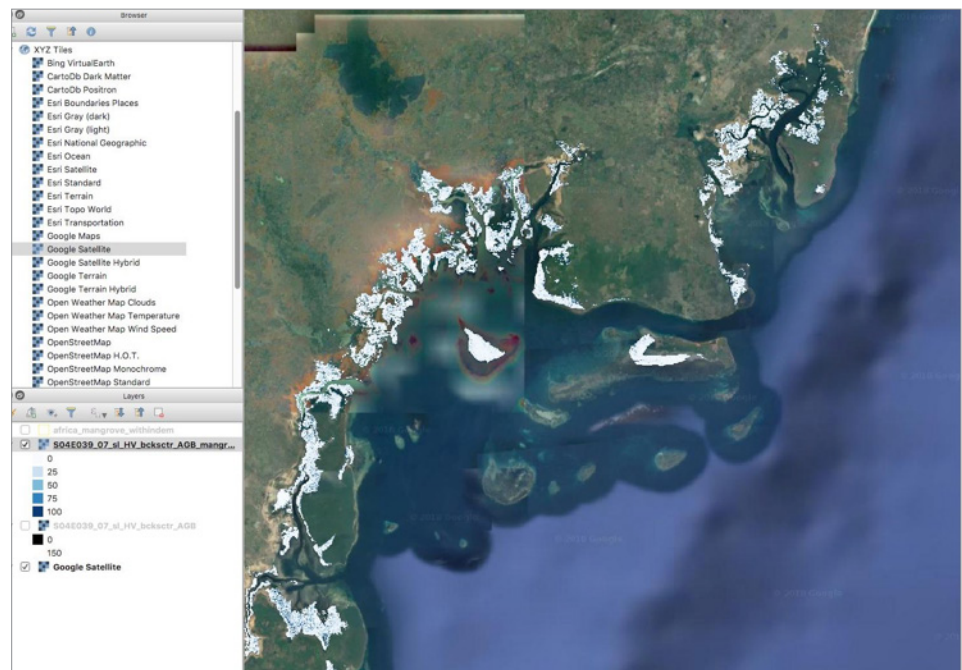 Browser
XYZ Tiles
Bing VirtualEarth
CartoDb Dark Matter
CartoDb Positron
Esri Boundaries Places
Esri Gray (dark)
Esri Gray (light)
Esri National Geographic
Esri Ocean
Esri Satellite
Esri Standard
Esri Terrain
Esri Topo World
Esri Transportation
Google Maps
Google Satellite
Google Satellite Hybrid
Google Terrain
Google Terrain Hybrid
Open Weather Map Clouds
Open Weather Map Temperature
Open Weather Map Wind Speed
OpenStreetMap
OpenStreetMap H.O.T.
OpenStreetMap Monochrome
OpenStreetMap Standard
Layers
africa_mangrove_withindem
S04E039_07_sl_HV_bcksctr_AGB_mangr...
0
25
50
75
100
S04E039_07_sl_HV_bcksctr_AGB
0
150
Google Satellite